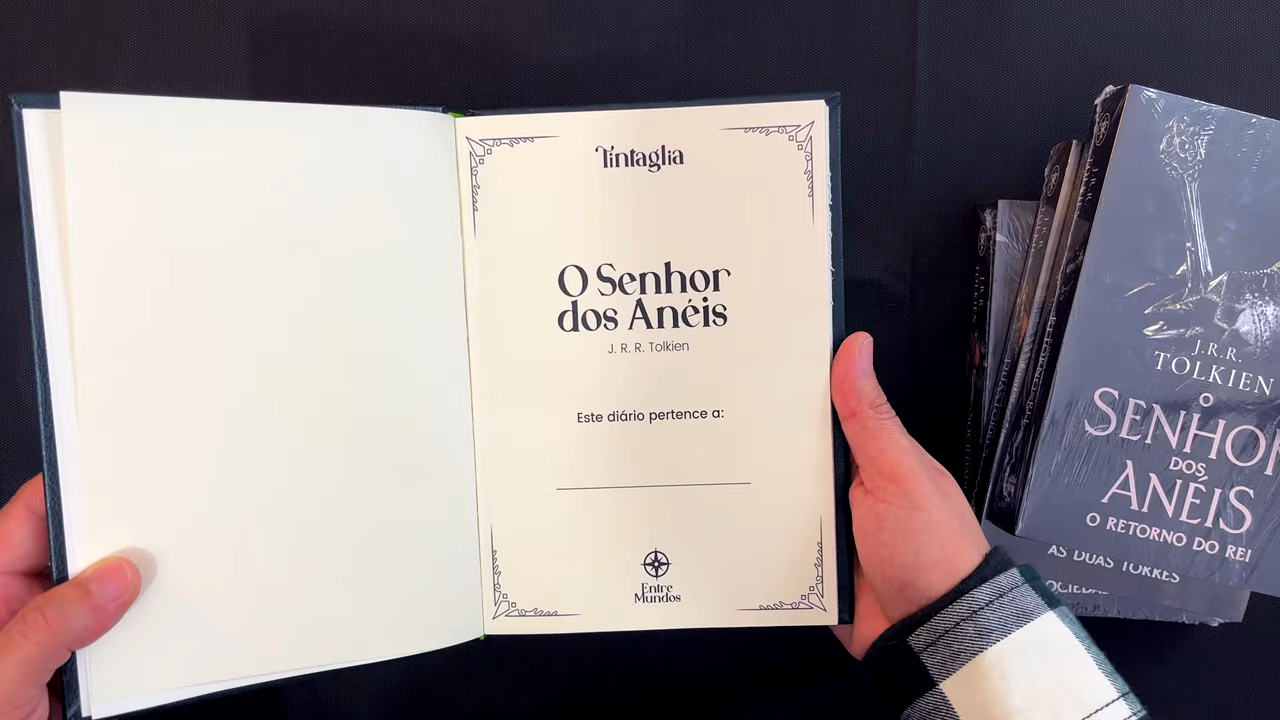 Tintaglia
O Senhor
dos Anéis
J. R. R. Tolkien
Este diário pertence a:
Entre
Mundos
J.R.R.
TOLKIEN
O
SENHOR
DOS
ANÉIS
O RETORNO DO REI
AS DUAS TORRES